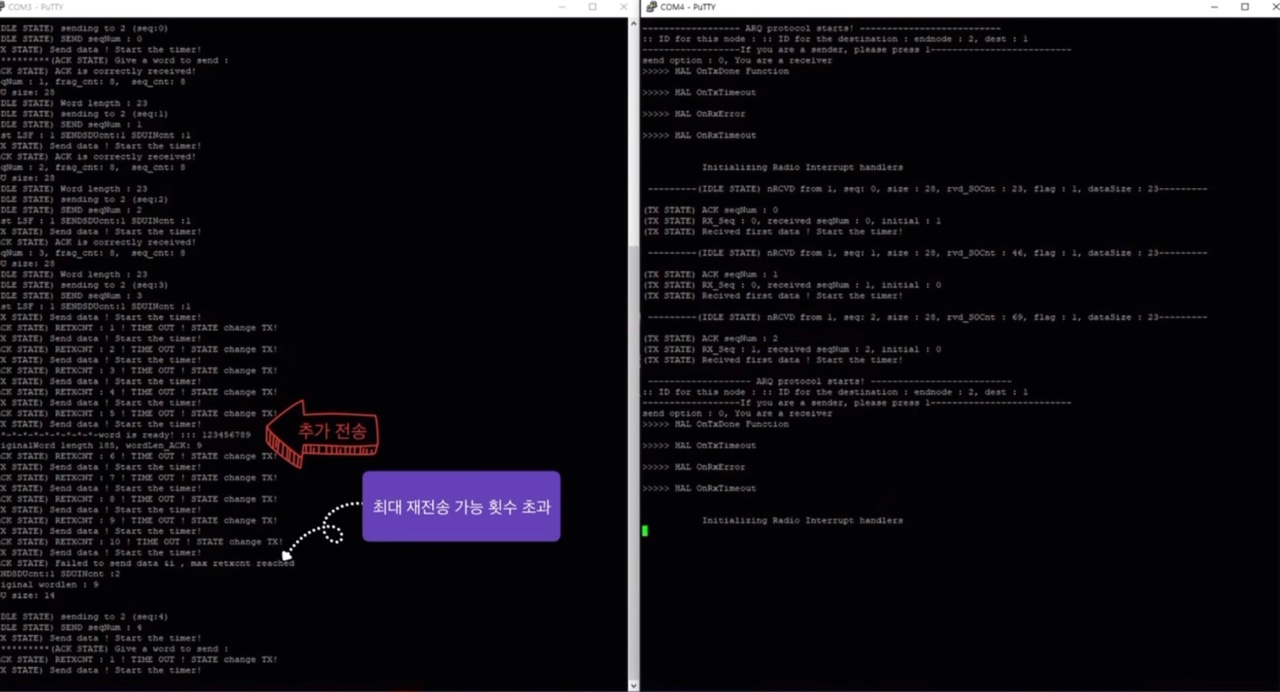 COM3 - PuTTY
DLE STATE) sending to 2 (seq:0)
DLE STATE) SEND seqNum : 0
X STATE) Send data ! Start the timer!
*********(ACK STATE) Give a word to send :
CK STATE) ACK is correctly received!
qNum : 1, frag_cnt: 8,  seq_cnt: 8
U size: 28
DLE STATE) Word length : 23
DLE STATE) sending to 2 (seq:1)
DLE STATE) SEND seqNum : 1
st LSF : 1 SENDSDUcnt:1 SDUINcnt :1
X STATE) Send data ! Start the timer!
CK STATE) ACK is correctly received!
qNum : 2, frag_cnt: 8,  seq_cnt: 8
U size: 28
DLE STATE) Word length : 23
DLE STATE) sending to 2 (seq:2)
DLE STATE) SEND seqNum : 2
st LSF : 1 SENDSDUcnt:1 SDUINcnt :1
X STATE) Send data ! Start the timer!
CK STATE) ACK is correctly received!
qNum : 3, frag_cnt: 8,  seq_cnt: 8
U size: 28
DLE STATE) Word length : 23
DLE STATE) sending to 2 (seq:3)
DLE STATE) SEND seqNum : 3
st LSF : 1 SENDSDUcnt:1 SDUINcnt :1
X STATE) Send data ! Start the timer!
CK STATE) RETXCNT : 1 ! TIME OUT ! STATE change TX!
X STATE) Send data ! Start the timer!
CK STATE) RETXCNT : 2 ! TIME OUT ! STATE change TX!
X STATE) Send data ! Start the timer!
CK STATE) RETXCNT : 3 ! TIME OUT ! STATE change TX!
X STATE) Send data ! Start the timer!
CK STATE) RETXCNT : 4 ! TIME OUT ! STATE change TX!
X STATE) Send data ! Start the timer!
CK STATE) RETXCNT : 5 ! TIME OUT ! STATE change TX!
X STATE) Send data ! Start the timer!
*-*-*-*-*-*-*-*-*-word is ready! ::: 123456789
iginalWord length 185, wordLen_ACK: 9
CK STATE) RETXCNT : 6 ! TIME OUT ! STATE change TX!
X STATE) Send data ! Start the timer!
CK STATE) RETXCNT : 7 ! TIME OUT ! STATE change TX!
X STATE) Send data ! Start the timer!
CK STATE) RETXCNT : 8 ! TIME OUT ! STATE change TX!
X STATE) Send data ! Start the timer!
CK STATE) RETXCNT : 9 ! TIME OUT ! STATE change TX!
X STATE) Send data ! Start the timer!
CK STATE) RETXCNT : 10 ! TIME OUT ! STATE change TX!
X STATE) Send data ! Start the timer!
CK STATE) Failed to send data &i , max retxcnt reached
NDSDUcnt:1 SDUINcnt :2
iginal wordlen : 9
U size: 14
DLE STATE) sending to 2 (seq:4)
DLE STATE) SEND seqNum : 4
X STATE) Send data ! Start the timer!
*********(ACK STATE) Give a word to send :
CK STATE) RETXCNT : 1 ! TIME OUT ! STATE change TX!
X STATE) Send data ! Start the timer!
추가 전송
최대 재전송 가능 횟수 초과
COM4 - PuTTY
------------------ ARQ protocol starts! --------------------------
:: ID for this node : :: ID for the destination : endnode : 2, dest : 1
------------------If you are a sender, please press 1--------------------------
send option : 0, You are a receiver
>>>>> HAL OnTxDone Function
>>>>> HAL OnTxTimeout
>>>>> HAL OnRxError
>>>>> HAL OnRxTimeout
Initializing Radio Interrupt handlers
---------(IDLE STATE) nRCVD from 1, seq: 0, size : 28, rvd_SOCnt : 23, flag : 1, dataSize : 23---------
(TX STATE) ACK seqNum : 0
(TX STATE) RX_Seq : 0, received seqNum : 0, initial : 1
(TX STATE) Recived first data ! Start the timer!
---------(IDLE STATE) nRCVD from 1, seq: 1, size : 28, rvd_SOCnt : 46, flag : 1, dataSize : 23---------
(TX STATE) ACK seqNum : 1
(TX STATE) RX_Seq : 0, received seqNum : 1, initial : 0
(TX STATE) Recived first data ! Start the timer!
---------(IDLE STATE) nRCVD from 1, seq: 2, size : 28, rvd_SOCnt : 69, flag : 1, dataSize : 23---------
(TX STATE) ACK seqNum : 2
(TX STATE) RX_Seq : 1, received seqNum : 2, initial : 0
(TX STATE) Recived first data ! Start the timer!
------------------- ARQ protocol starts! --------------------------
:: ID for this node : :: ID for the destination : endnode : 2, dest : 1
------------------If you are a sender, please press 1--------------------------
send option : 0, You are a receiver
>>>>> HAL OnTxDone Function
>>>>> HAL OnTxTimeout
>>>>> HAL OnRxError
>>>>> HAL OnRxTimeout
Initializing Radio Interrupt handlers